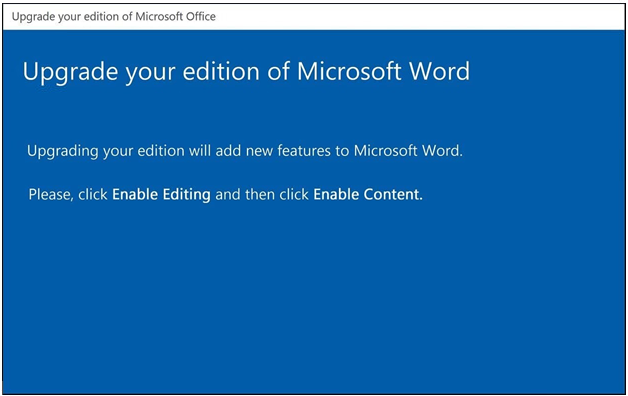 Upgrade your edition of Microsoft Office
Upgrade your edition of Microsoft Word
Upgrading your edition will add new features to Microsoft Word.
Please, click Enable Editing and then click Enable Content.